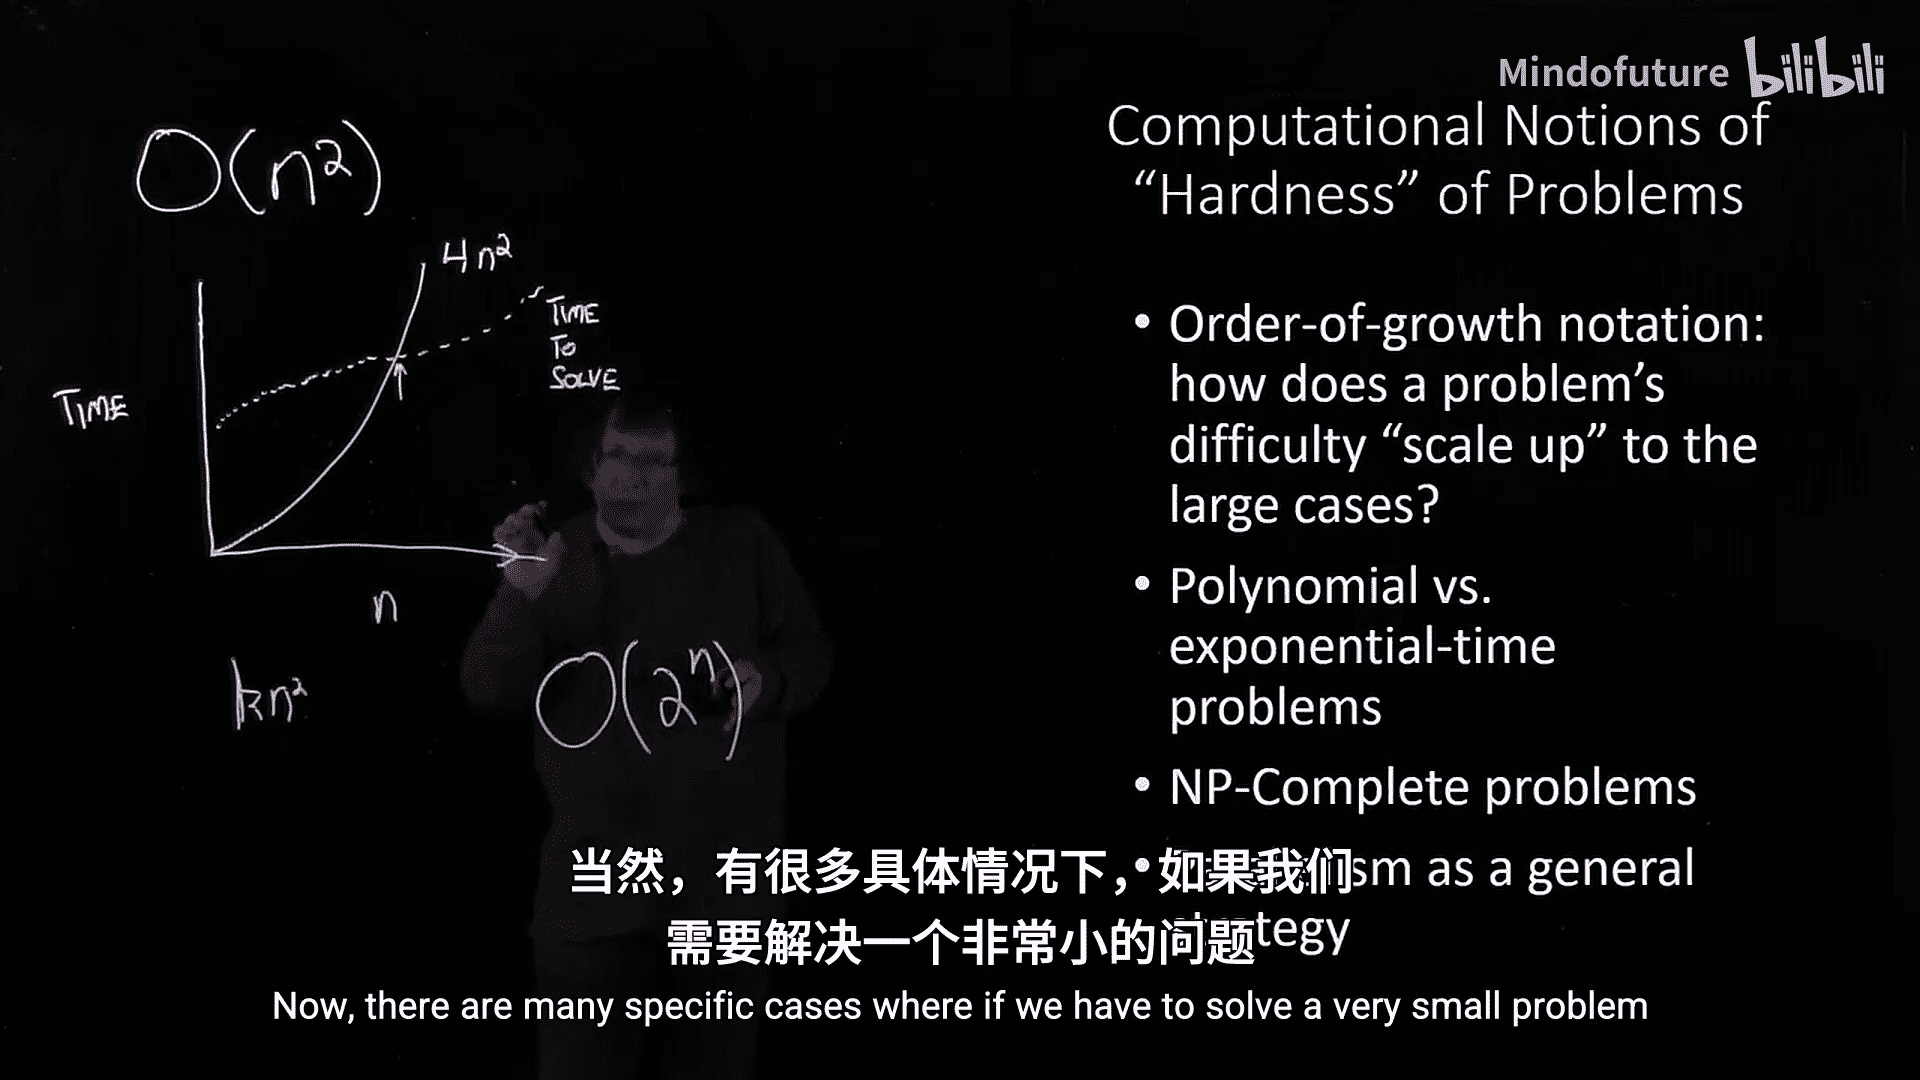 Mindofuture bilibili
Computational Notions of
“Hardness” of Problems
O(n²)
4n²
TIME
TO
SOLVE
TIME
n
kn²
O(2ⁿ)
• Order-of-growth notation:
how does a problem’s
difficulty “scale up” to the
large cases?
• Polynomial vs.
exponential-time
problems
• NP-Complete problems
• as a general
当然，有很多具体情况下，如果我们
需要解决一个非常小的问题
Now, there are many specific cases where if we have to solve a very small problem